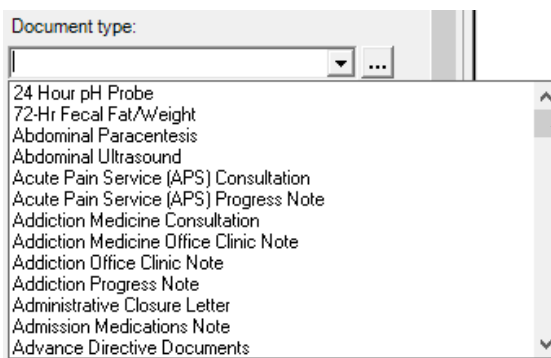 Document type:
...
24 Hour pH Probe
72-Hr Fecal Fat/Weight
Abdominal Paracentesis
Abdominal Ultrasound
Acute Pain Service (APS) Consultation
Acute Pain Service (APS) Progress Note
Addiction Medicine Consultation
Addiction Medicine Office Clinic Note
Addiction Office Clinic Note
Addiction Progress Note
Administrative Closure Letter
Admission Medications Note
Advance Directive Documents